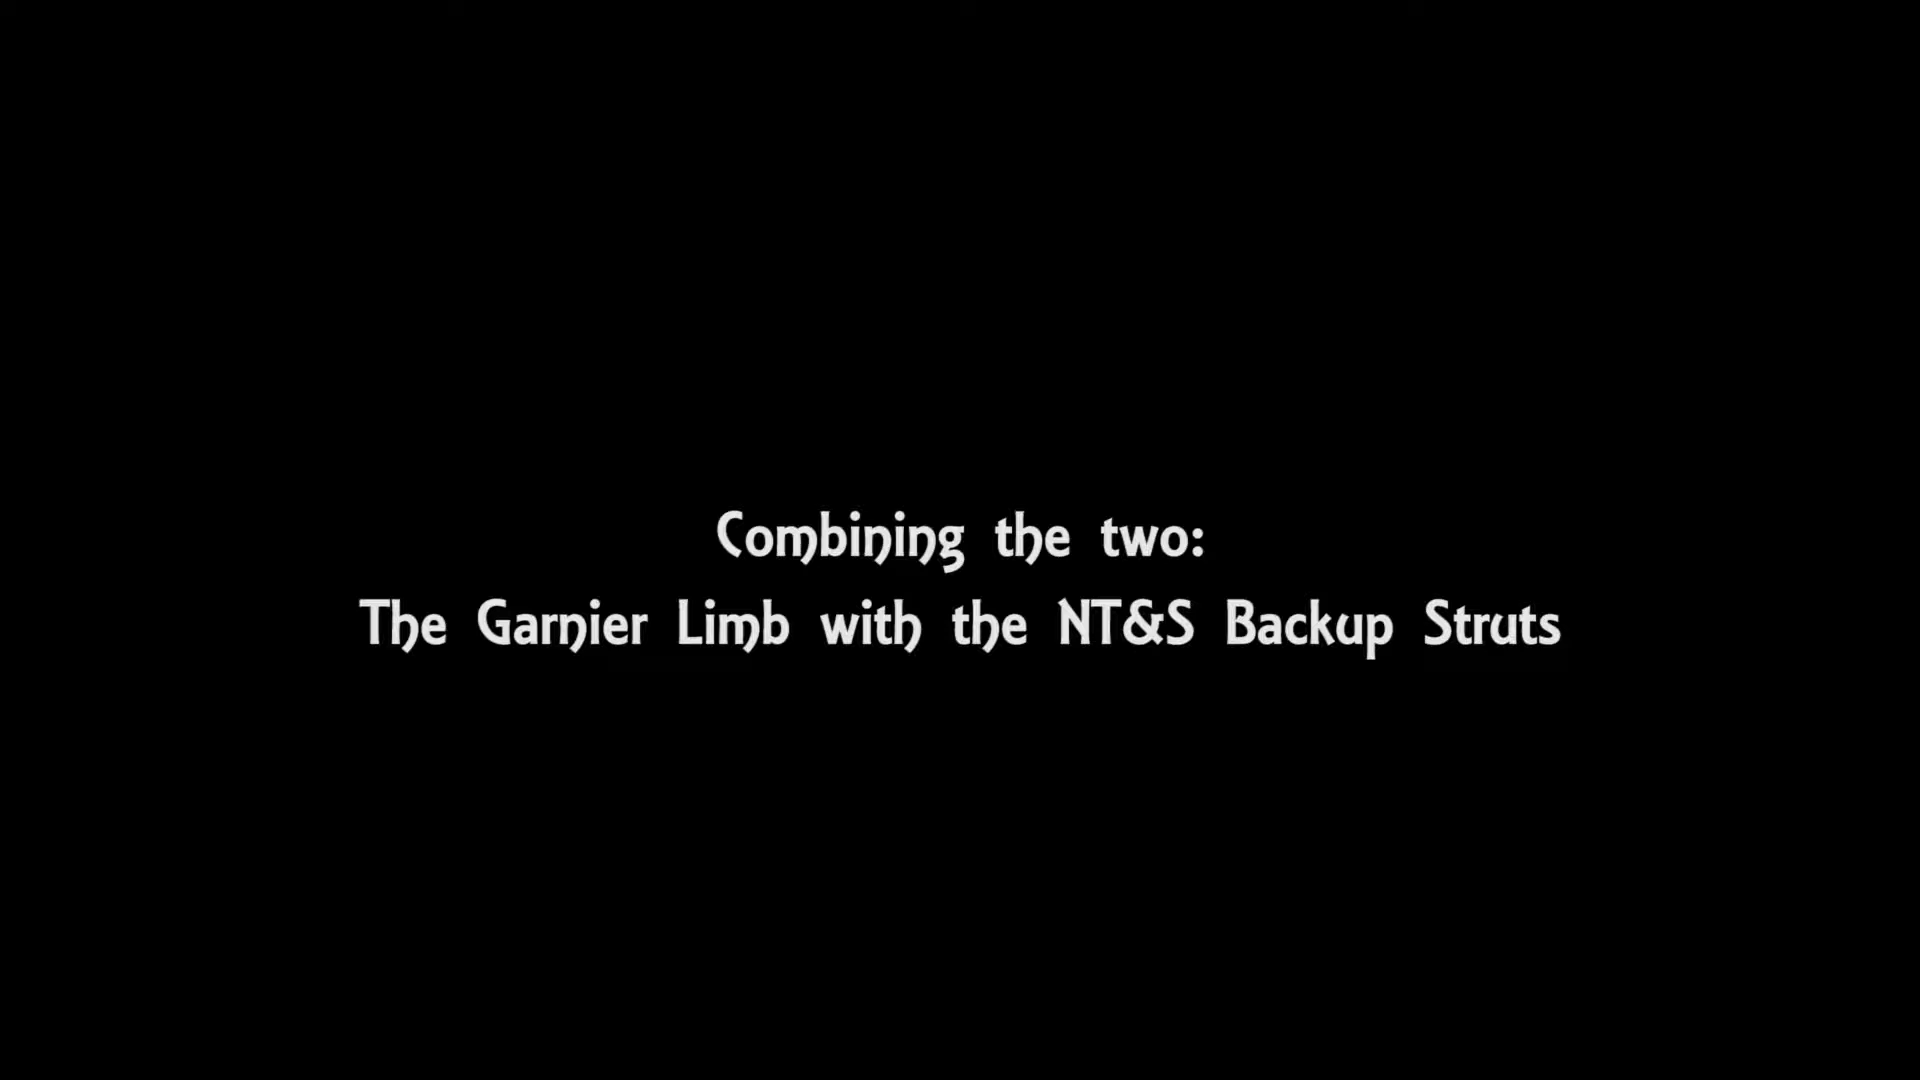 Combining the two:
The Garnier Limb with the NT&S Backup Struts